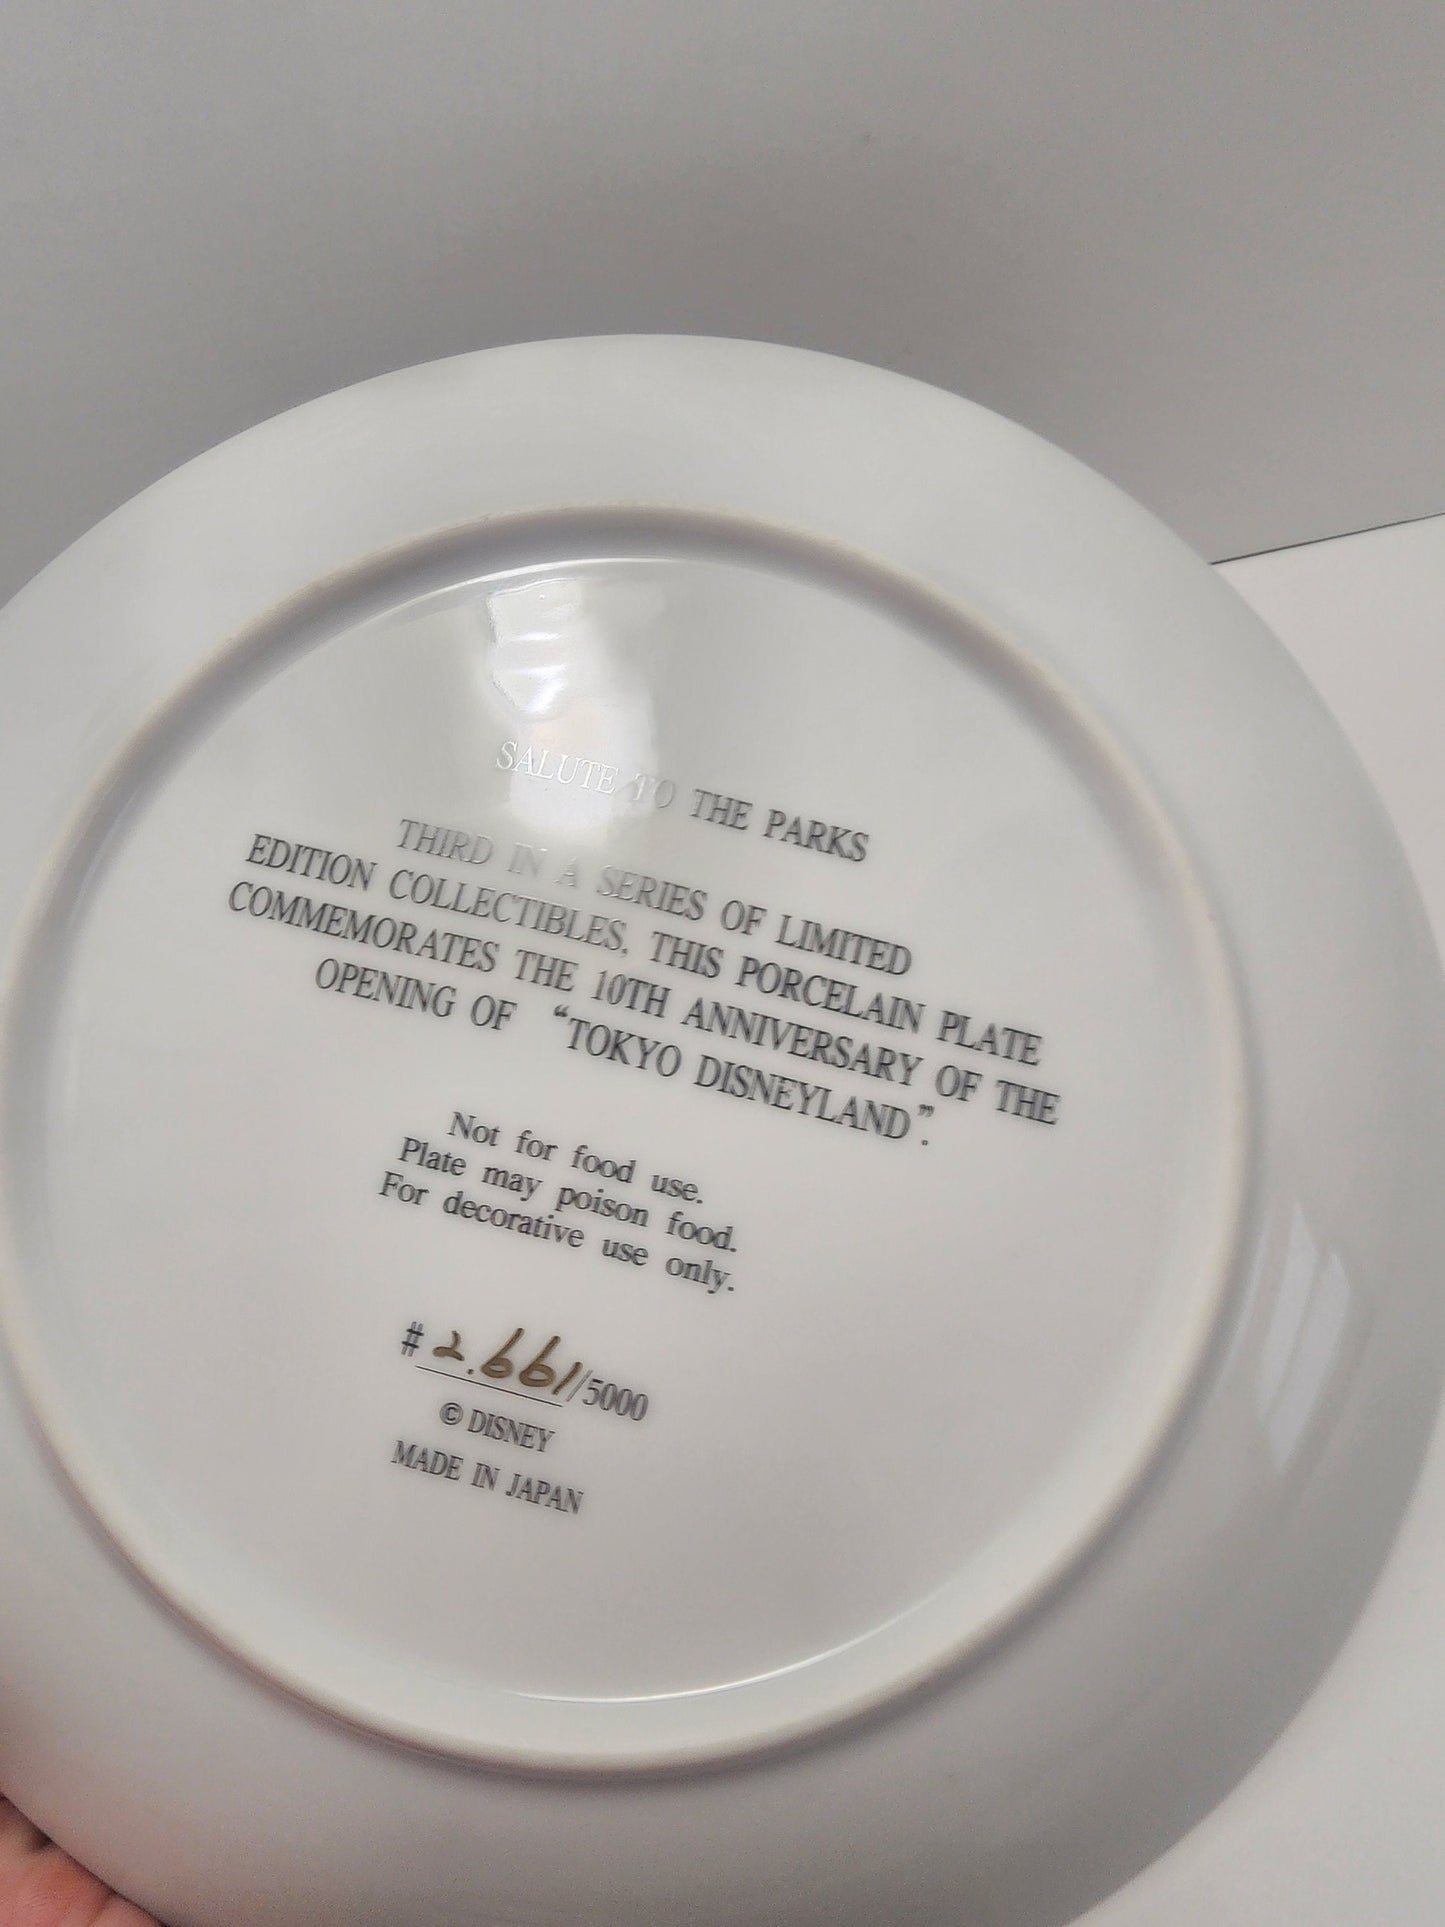 SALUTE TO THE PARKS
THIRD IN A SERIES OF LIMITED
EDITION COLLECTIBLES, THIS PORCELAIN PLATE
COMMEMORATES THE 10TH ANNIVERSARY OF THE
OPENING OF “TOKYO DISNEYLAND”.
Not for food use.
Plate may poison food.
For decorative use only.
# 2.661/5000
© DISNEY
MADE IN JAPAN